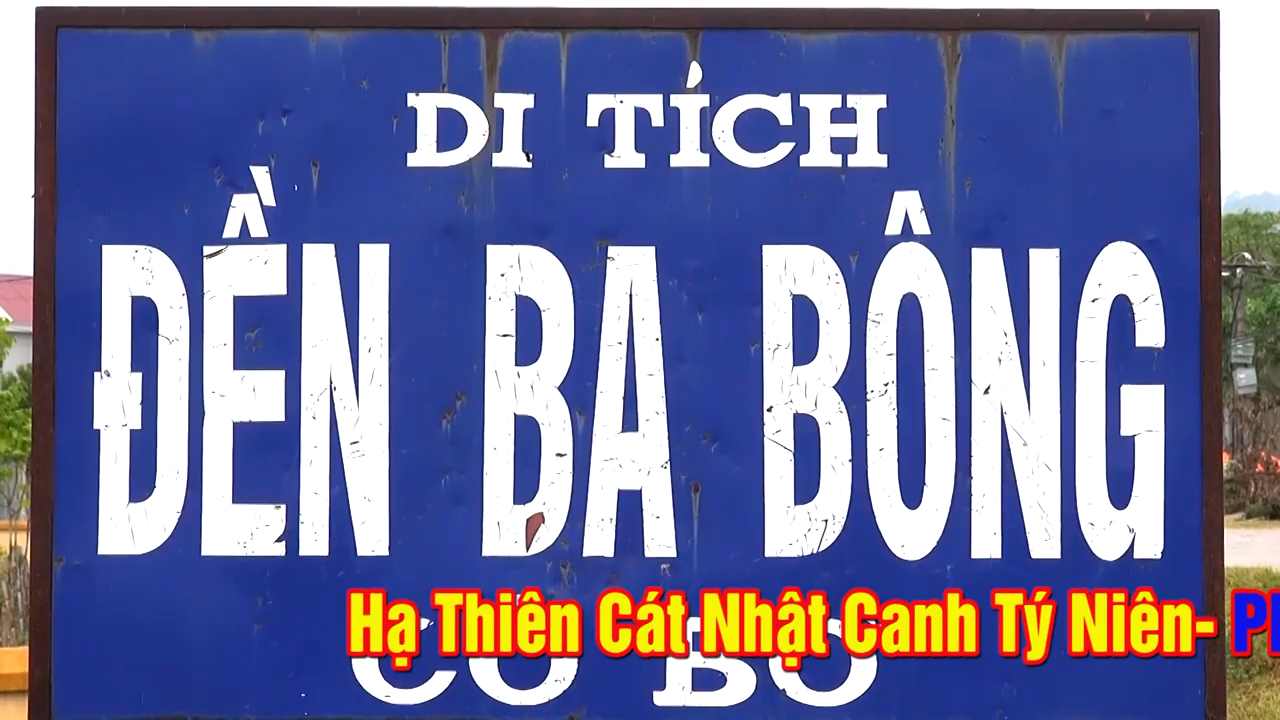 DI TÍCH
ĐỀN BA BÔNG
Hạ Thiên Cát Nhật Canh Tý Niên-